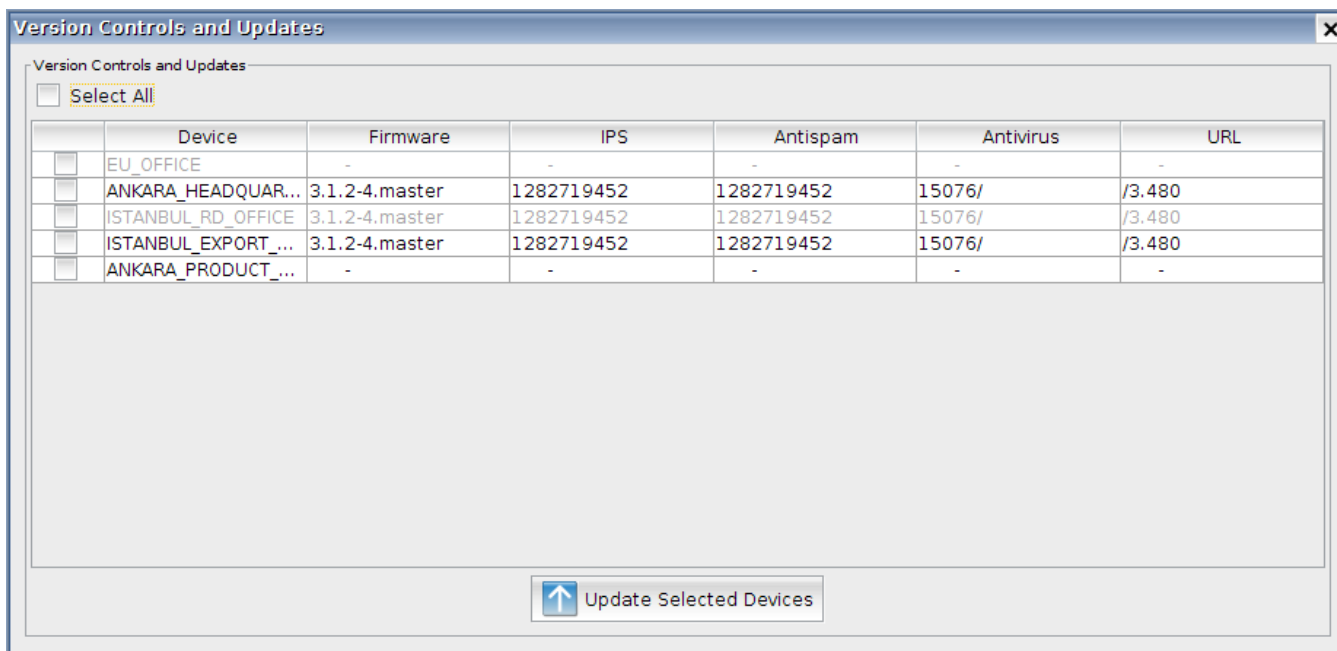 Version Controls and Updates
Version Controls and Updates
Select All
Device Firmware IPS Antispam Antivirus URL
EU_OFFICE - - - - -
ANKARA_HEADQUAR... 3.1.2-4.master 1282719452 1282719452 15076/ /3.480
ISTANBUL_RD_OFFICE 3.1.2-4.master 1282719452 1282719452 15076/ /3.480
ISTANBUL_EXPORT_... 3.1.2-4.master 1282719452 1282719452 15076/ /3.480
ANKARA_PRODUCT_... - - - - -
Update Selected Devices